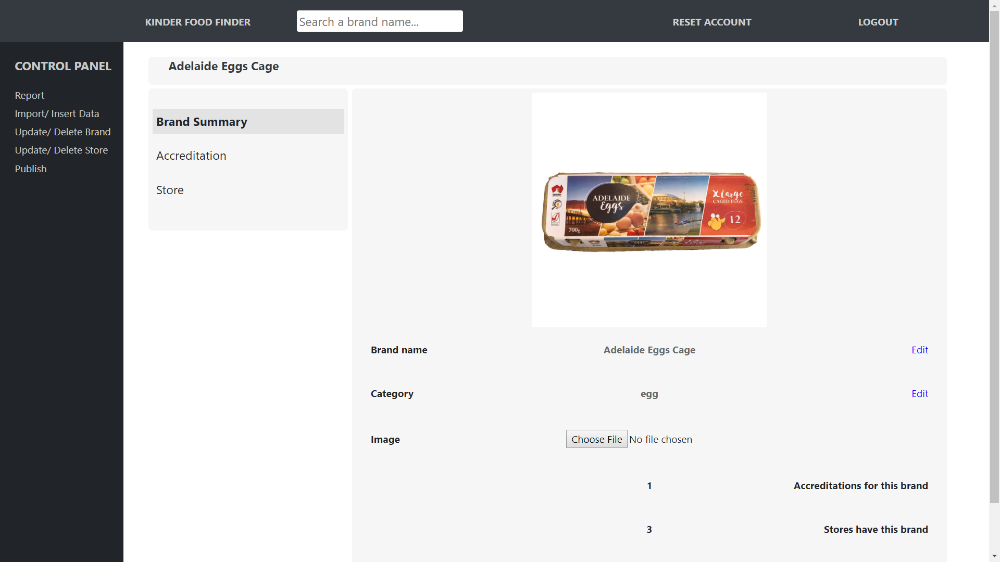 KINDER FOOD FINDER
Search a brand name...
RESET ACCOUNT
LOGOUT
CONTROL PANEL
Report
Import/ Insert Data
Update/ Delete Brand
Update/ Delete Store
Publish
Adelaide Eggs Cage
Brand Summary
Accreditation
Store
SOUTH
ADELAIDE
Eggs
700g
X Large
CAGED EGGS
12
Brand name
Adelaide Eggs Cage
Edit
Category
egg
Edit
Image
Choose File No file chosen
1
Accreditations for this brand
3
Stores have this brand